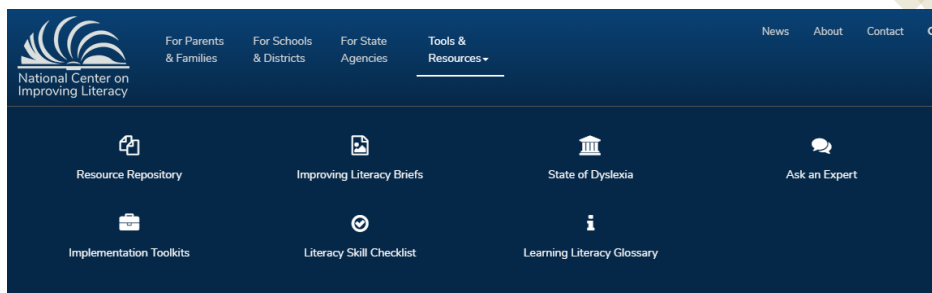 National Center on
Improving Literacy
For Parents
& Families
For Schools
& Districts
For State
Agencies
Tools &
Resources
News
About
Contact
Resource Repository
Improving Literacy Briefs
State of Dyslexia
Ask an Expert
Implementation Toolkits
Literacy Skill Checklist
Learning Literacy Glossary